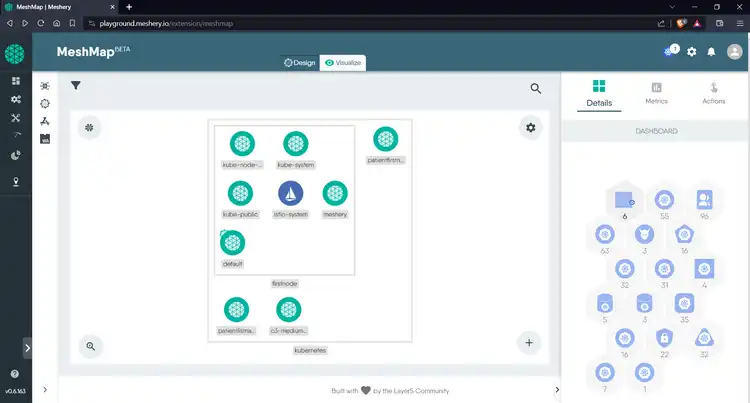 MeshMap | Meshery
playground.meshery.io/extension/meshmap
MeshMap BETA
1
Design
Visualize
Details
Metrics
Actions
DASHBOARD
kube-node-...
kube-system
patientfirstm...
kube-public
istio-system
meshery
default
firstnode
c3-medium...
kubernetes
6
55
96
63
3
16
32
31
4
5
3
35
16
22
32
7
1
Built with
by the Layer5 Community
v0.6.163